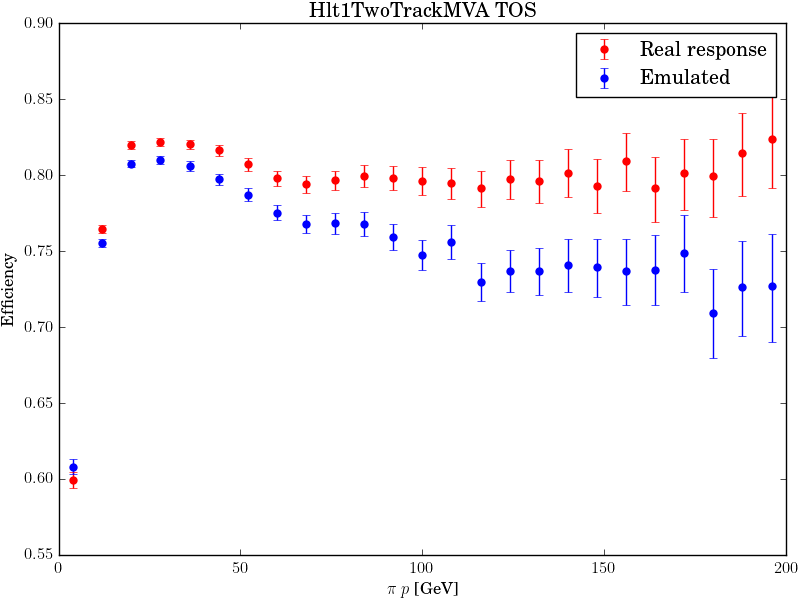 Hlt1TwoTrackMVA TOS
0.90
0.85
0.80
0.75
0.70
0.65
0.60
0.55
Efficiency
Real response
Emulated
0 50 100 150 200
π p [GeV]